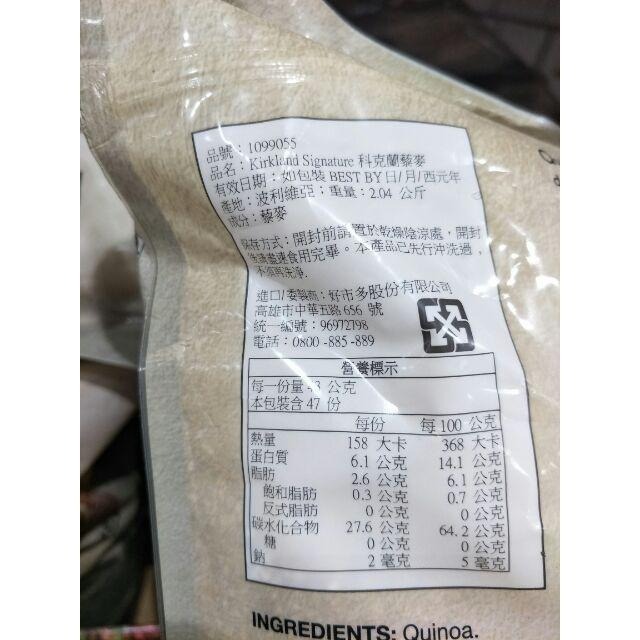 品號：1099055
品名：Kirkland Signature 科克蘭藜麥
有效日期：如包裝 BEST BY 日/月/西元年
產地：波利維亞；重量：2.04 公斤
成分：藜麥
保存方式：開封前請置於乾燥陰涼處，開封
後請盡速食用完畢。本產品已先行沖洗過，
不須再洗淨.
進口/委製商：好市多股份有限公司
高雄市中華五路 656 號
統一編號：96972798
電話：0800 -885 -889
營養標示
每一份量 43 公克
本包裝含 47 份
每份 每 100 公克
熱量 158 大卡 368 大卡
蛋白質 6.1 公克 14.1 公克
脂肪 2.6 公克 6.1 公克
飽和脂肪 0.3 公克 0.7 公克
反式脂肪 0 公克 0 公克
碳水化合物 27.6 公克 64.2 公克
糖 0 公克 0 公克
鈉 2 毫克 5 毫克
INGREDIENTS: Quinoa.